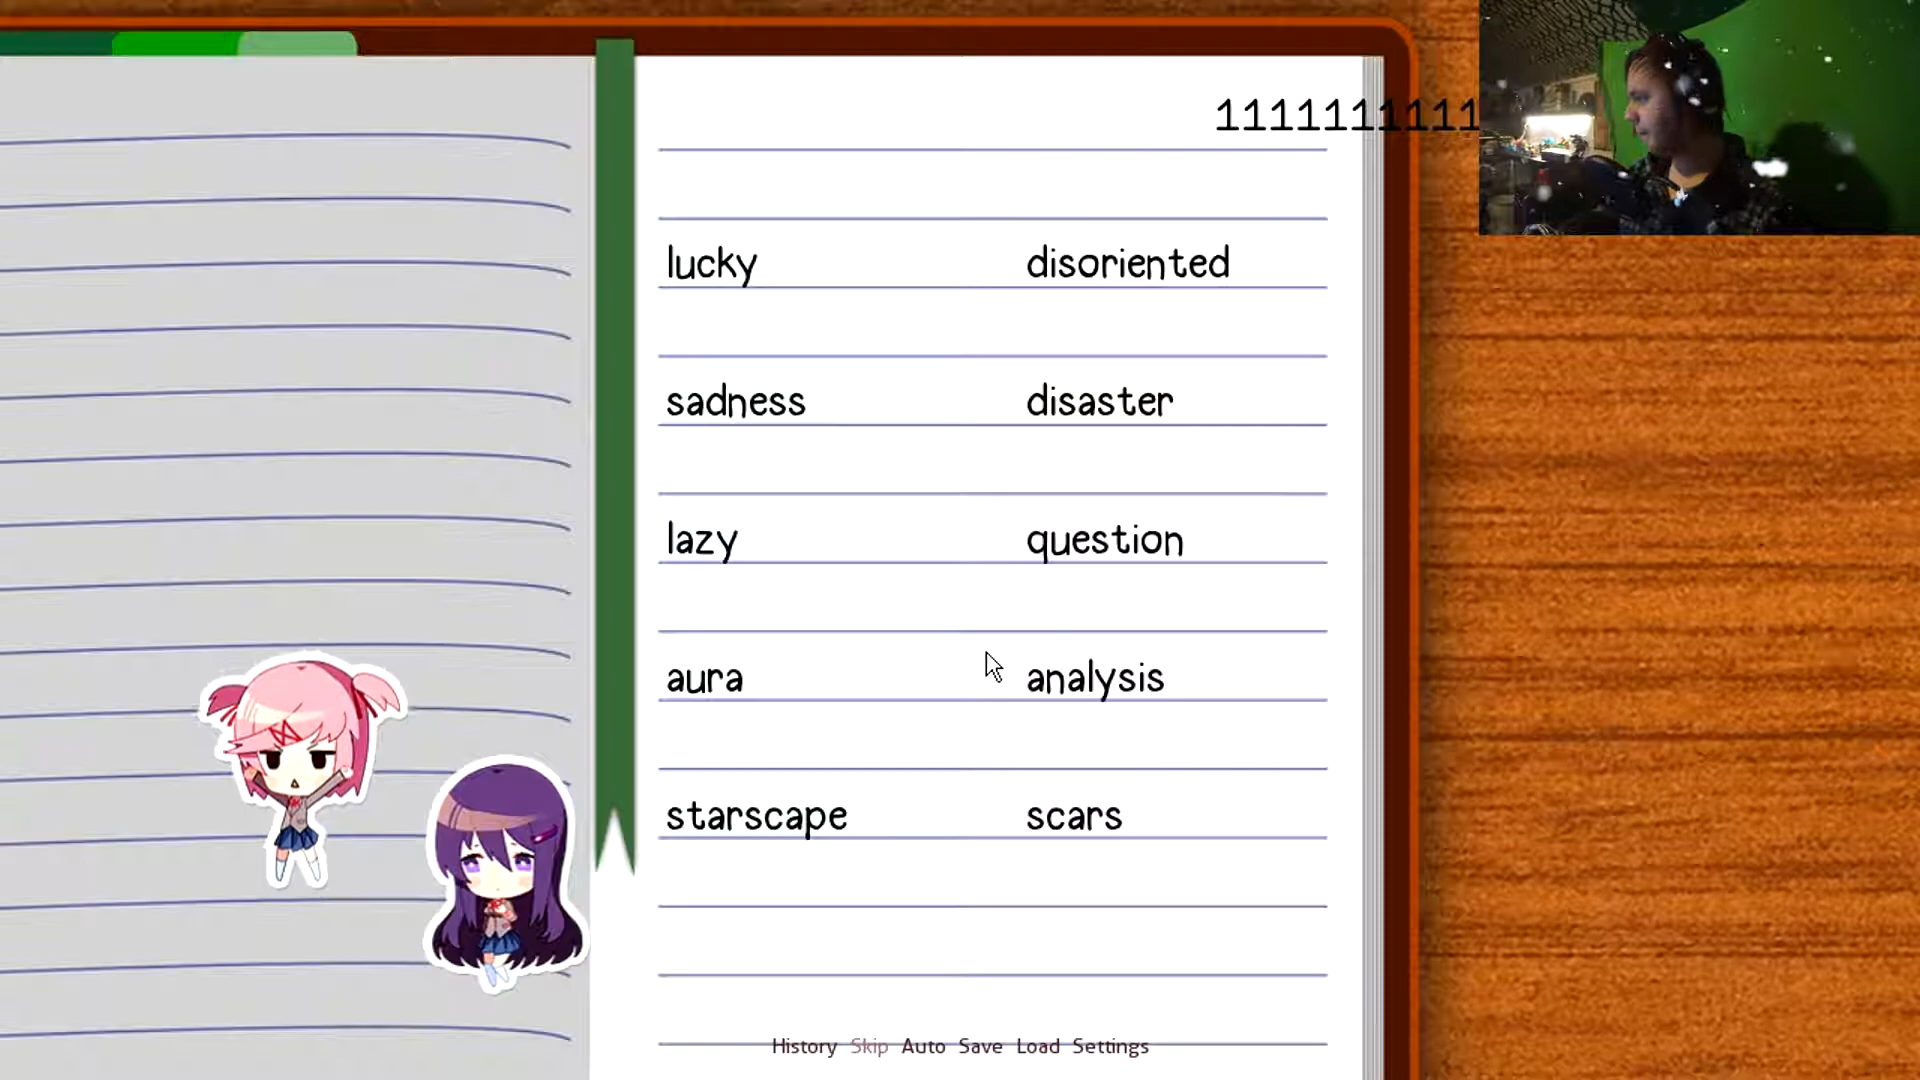 1111111111
lucky disoriented
sadness disaster
lazy question
aura analysis
starscape scars
History Skip Auto Save Load Settings